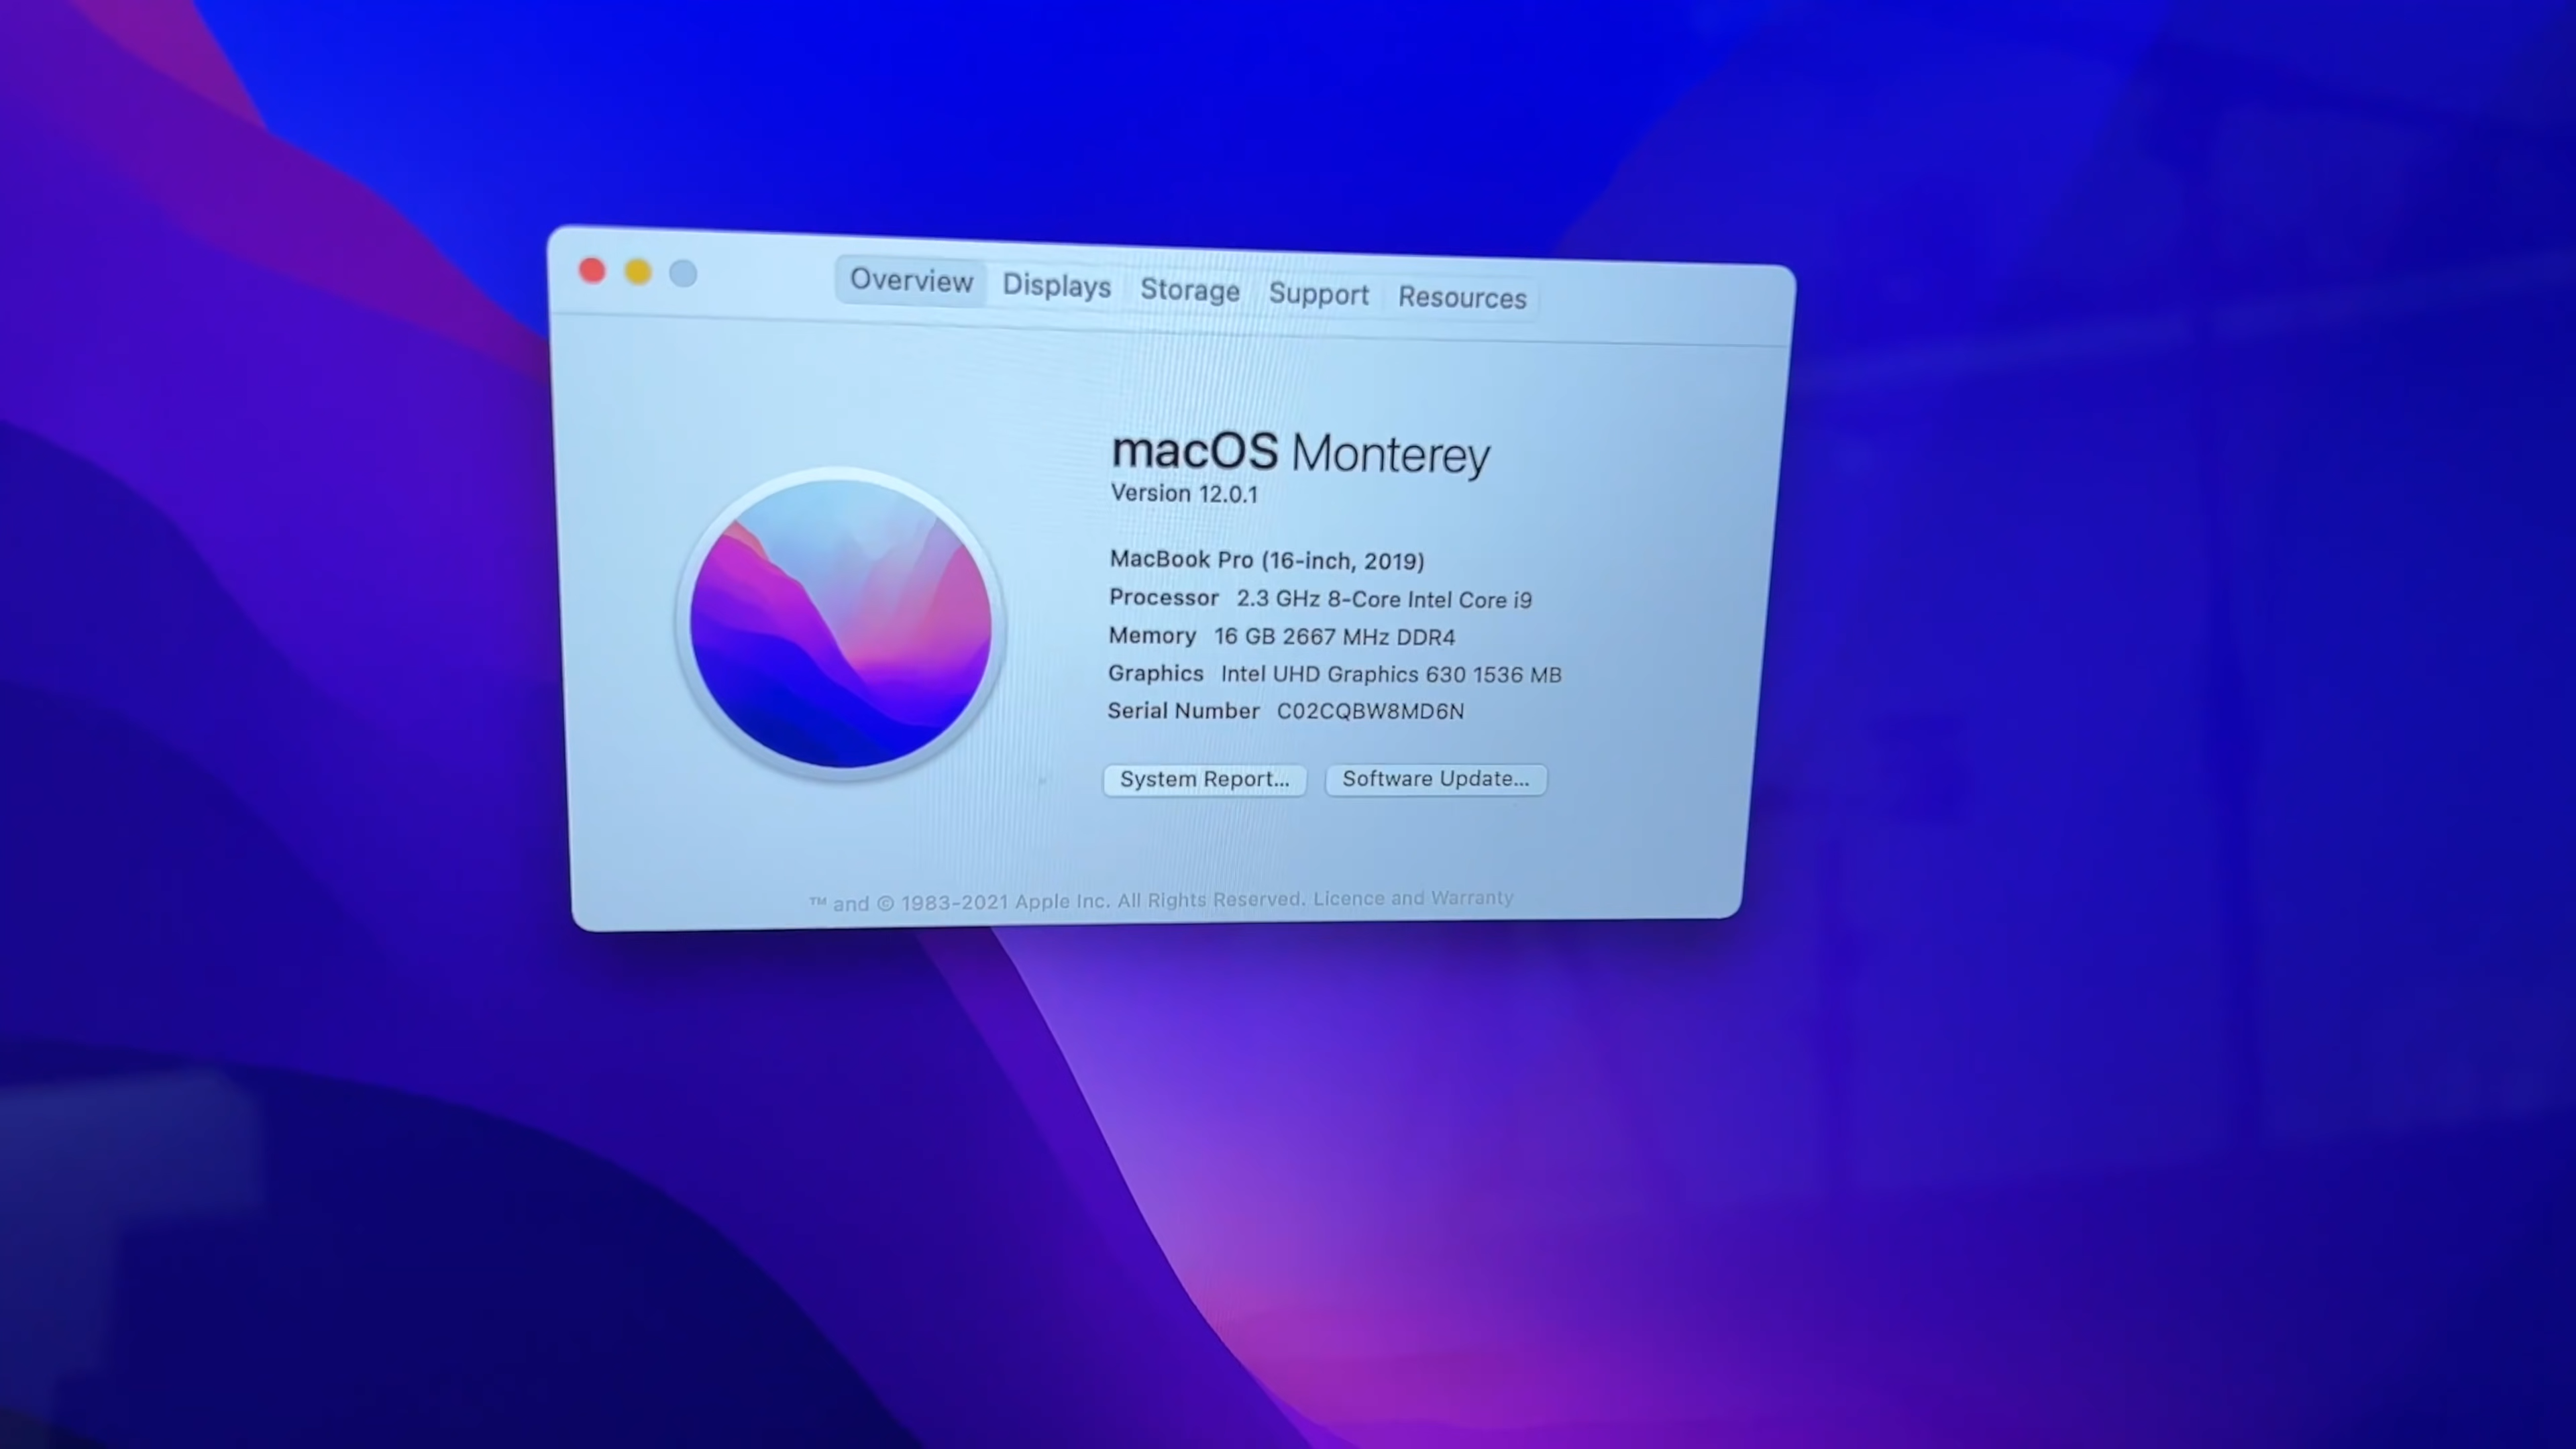 Overview Displays Storage Support Resources
macOS Monterey
Version 12.0.1
MacBook Pro (16-inch, 2019)
Processor 2.3 GHz 8-Core Intel Core i9
Memory 16 GB 2667 MHz DDR4
Graphics Intel UHD Graphics 630 1536 MB
Serial Number C02CQBW8MD6N
System Report... Software Update...
™ and © 1983-2021 Apple Inc. All Rights Reserved. Licence and Warranty